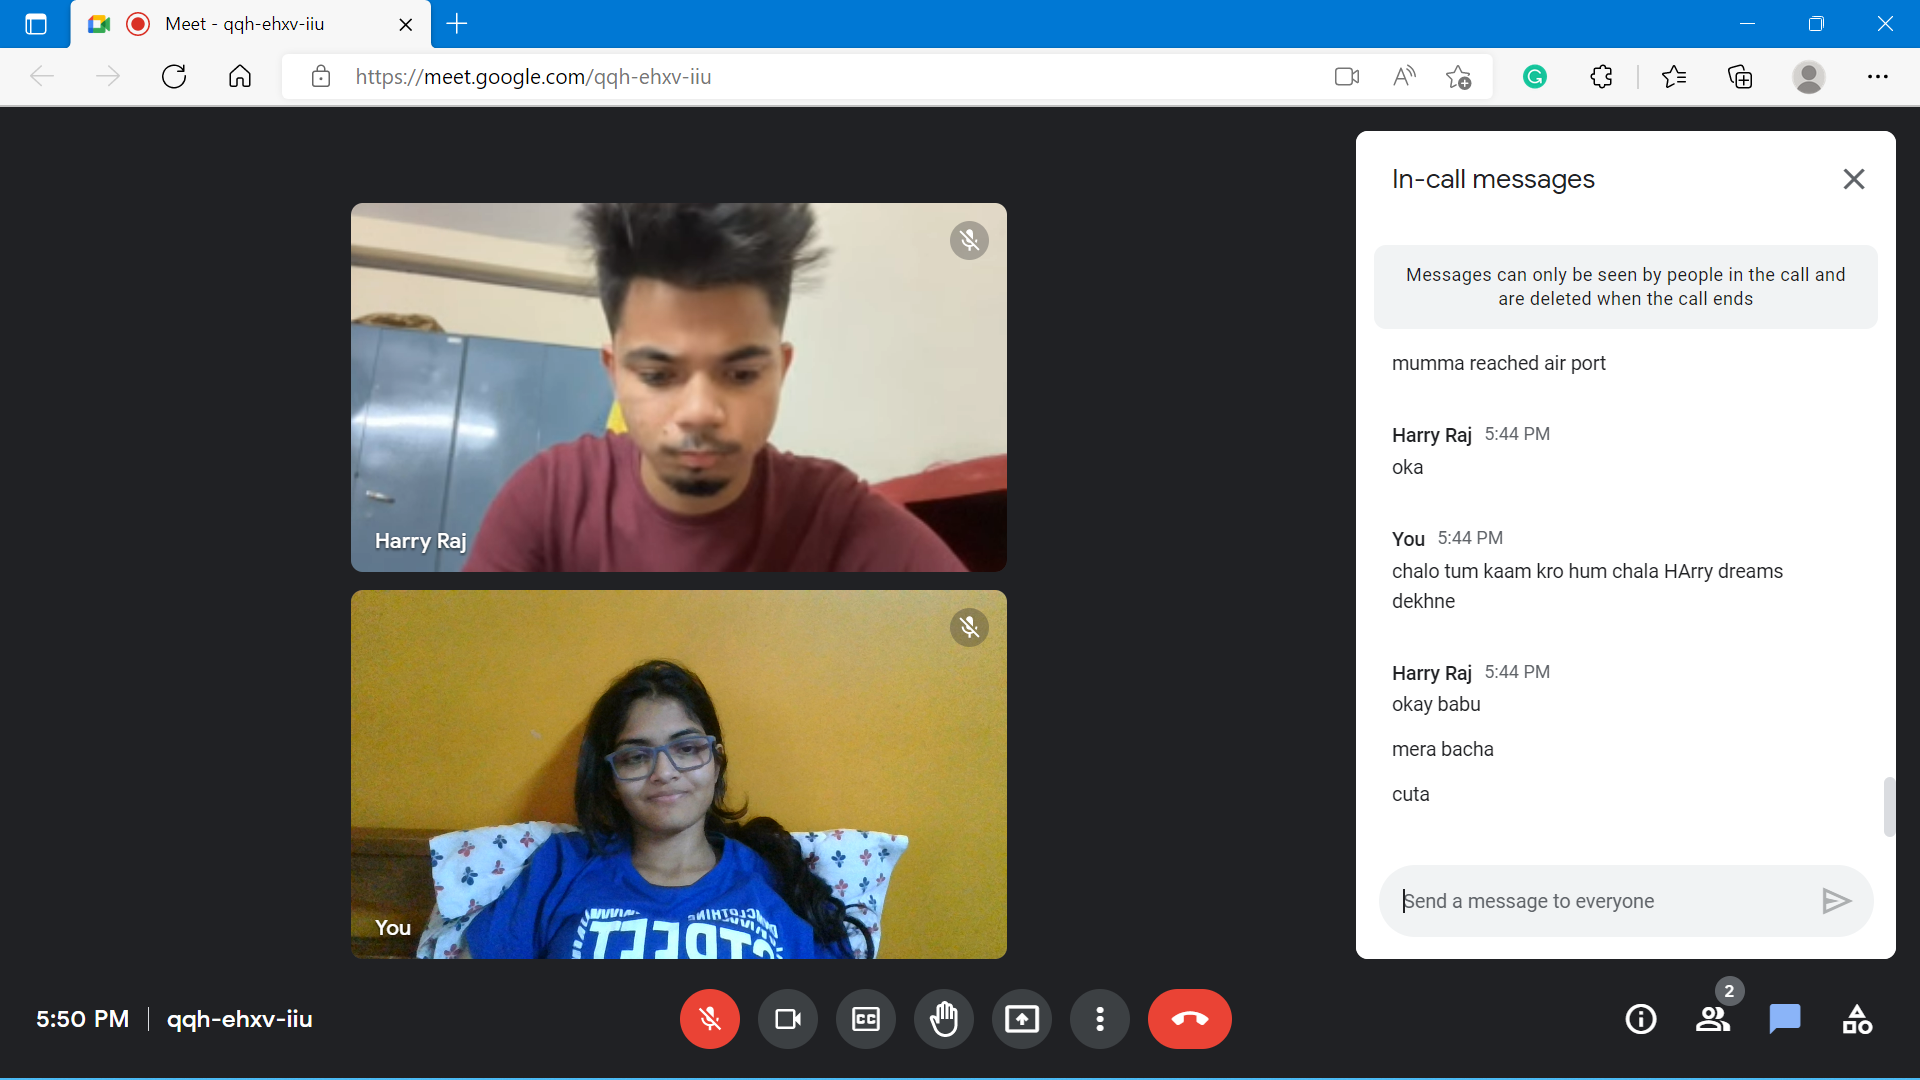 Meet - qqh-ehxv-iiu
https://meet.google.com/qqh-ehxv-iiu
In-call messages
Messages can only be seen by people in the call and
are deleted when the call ends
mumma reached air port
Harry Raj 5:44 PM
oka
You 5:44 PM
chalo tum kaam kro hum chala HArry dreams
dekhne
Harry Raj 5:44 PM
okay babu
mera bacha
cuta
Send a message to everyone
Harry Raj
You
STREET
5:50 PM
qqh-ehxv-iiu
CC
2